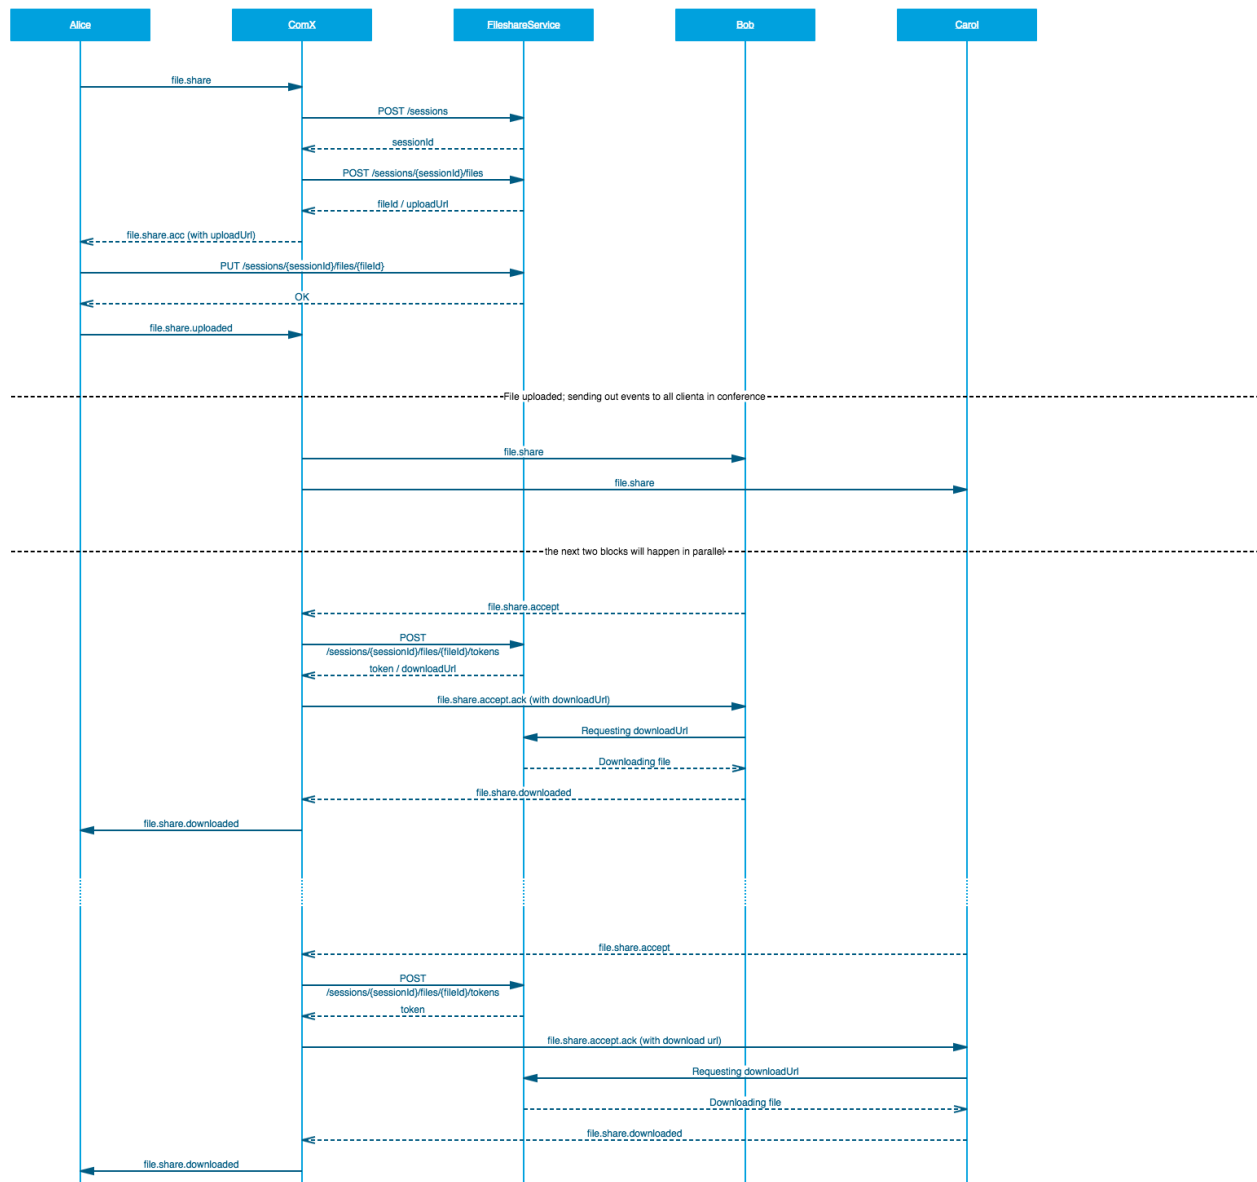 Alice
ComX
FileshareService
Bob
Carol
file.share
POST /sessions
sessionId
POST /sessions/{sessionId}/files
fileId / uploadUrl
file.share.acc (with uploadUrl)
PUT /sessions/{sessionId}/files/{fileId}
OK
file.share.uploaded
File uploaded; sending out events to all clienta in conference
file.share
file.share
the next two blocks will happen in parallel
file.share.accept
POST
/sessions/{sessionId}/files/{fileId}/tokens
token / downloadUrl
file.share.accept.ack (with downloadUrl)
Requesting downloadUrl
Downloading file
file.share.downloaded
file.share.downloaded
file.share.accept
POST
/sessions/{sessionId}/files/{fileId}/tokens
token
file.share.accept.ack (with download url)
Requesting downloadUrl
Downloading file
file.share.downloaded
file.share.downloaded